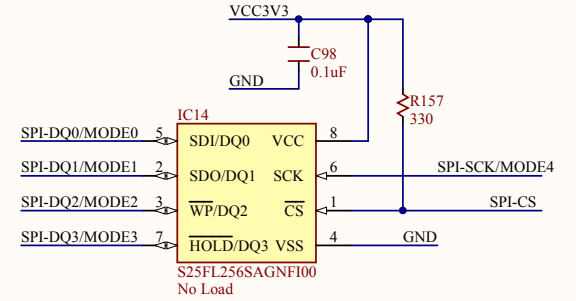 VCC3V3
C98
0.1uF
GND
R157
330
IC14
SPI-DQ0/MODE0 5 SDI/DQ0 VCC 8
SPI-DQ1/MODE1 2 SDO/DQ1 SCK 6 SPI-SCK/MODE4
SPI-DQ2/MODE2 3 WP/DQ2 CS 1 SPI-CS
SPI-DQ3/MODE3 7 HOLD/DQ3 VSS 4 GND
S25FL256SAGNFI00
No Load